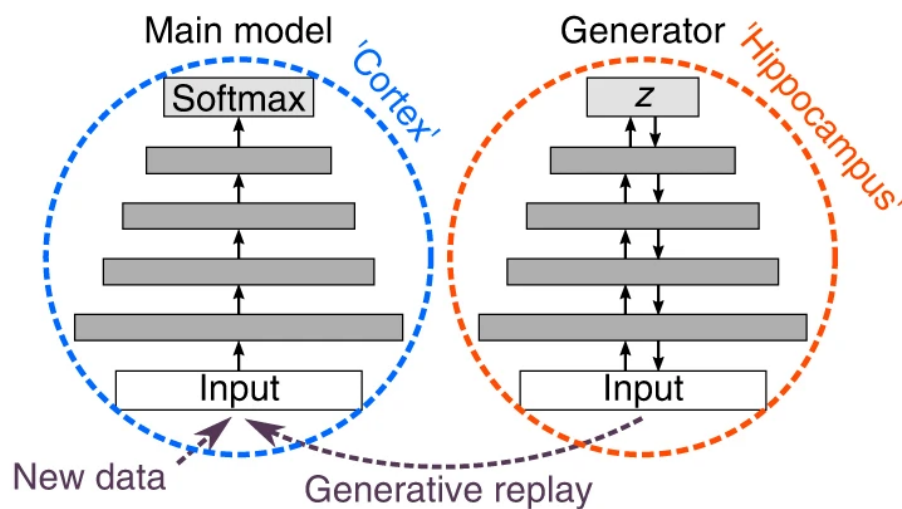 Main model
'Cortex'
Softmax
Input
New data
Generator
'Hippocampus'
z
Input
Generative replay